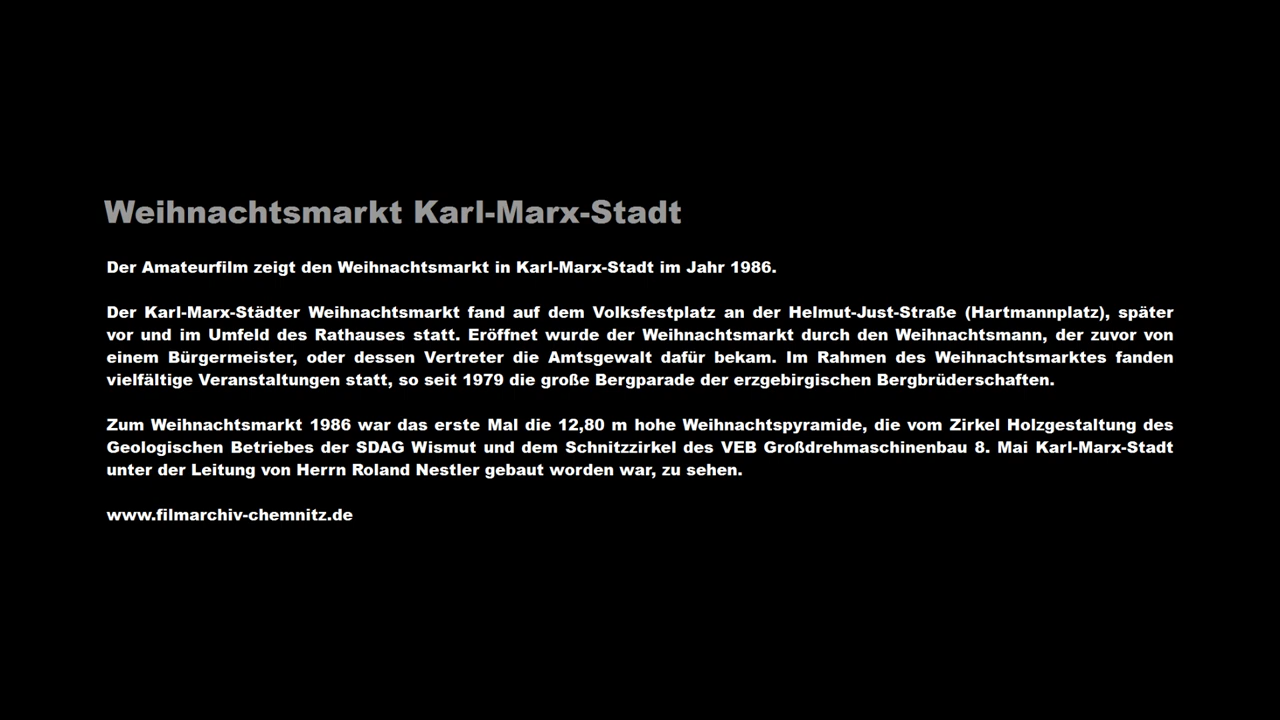 Weihnachtsmarkt Karl-Marx-Stadt
Der Amateurfilm zeigt den Weihnachtsmarkt in Karl-Marx-Stadt im Jahr 1986.
Der Karl-Marx-Städter Weihnachtsmarkt fand auf dem Volksfestplatz an der Helmut-Just-Straße (Hartmannplatz), später
vor und im Umfeld des Rathauses statt. Eröffnet wurde der Weihnachtsmarkt durch den Weihnachtsmann, der zuvor von
einem Bürgermeister, oder dessen Vertreter die Amtsgewalt dafür bekam. Im Rahmen des Weihnachtsmarktes fanden
vielfältige Veranstaltungen statt, so seit 1979 die große Bergparade der erzgebirgischen Bergbrüderschaften.
Zum Weihnachtsmarkt 1986 war das erste Mal die 12,80 m hohe Weihnachtspyramide, die vom Zirkel Holzgestaltung des
Geologischen Betriebes der SDAG Wismut und dem Schnitzzirkel des VEB Großdrehmaschinenbau 8. Mai Karl-Marx-Stadt
unter der Leitung von Herrn Roland Nestler gebaut worden war, zu sehen.
www.filmarchiv-chemnitz.de